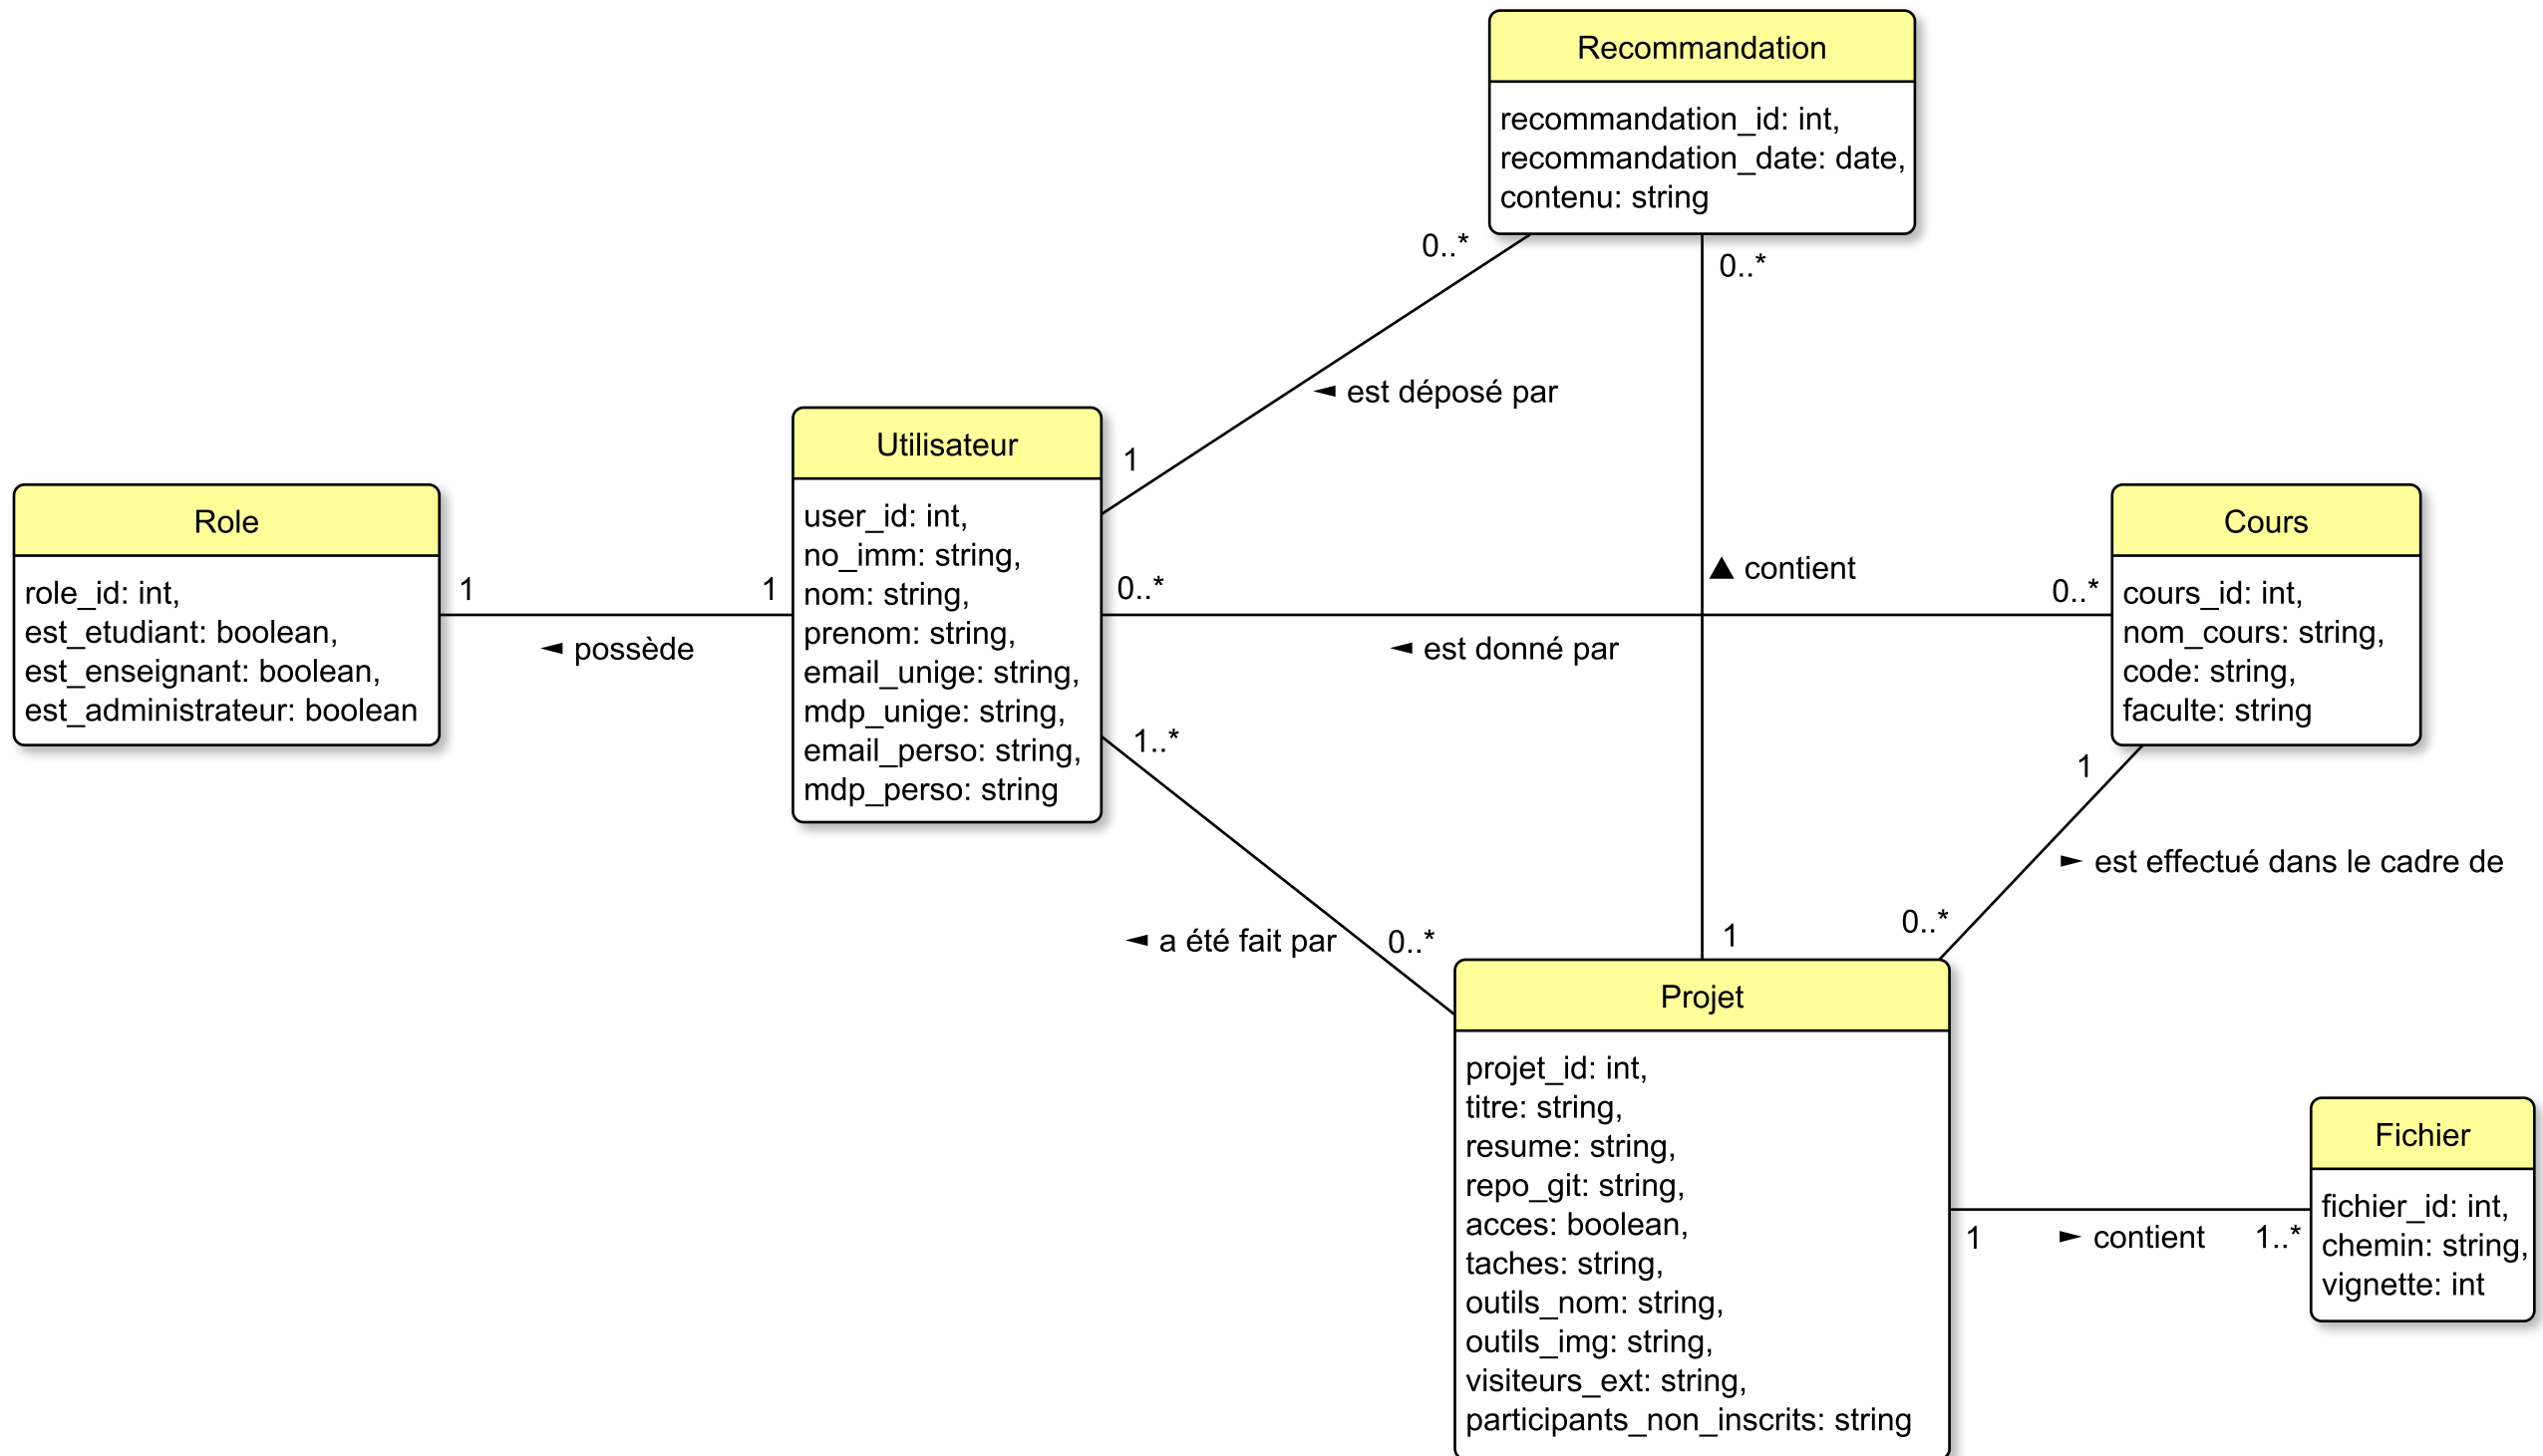 Recommandation
recommandation_id: int,
recommandation_date: date,
contenu: string
0..*
0..*
◄ est déposé par
1
Utilisateur
user_id: int,
no_imm: string,
nom: string,
prenom: string,
email_unige: string,
mdp_unige: string,
email_perso: string,
mdp_perso: string
Role
role_id: int,
est_etudiant: boolean,
est_enseignant: boolean,
est_administrateur: boolean
1
1
◄ possède
0..*
▲ contient
0..*
◄ est donné par
Cours
cours_id: int,
nom_cours: string,
code: string,
faculte: string
1..*
1
► est effectué dans le cadre de
◄ a été fait par
0..*
1
0..*
Projet
projet_id: int,
titre: string,
resume: string,
repo_git: string,
acces: boolean,
taches: string,
outils_nom: string,
outils_img: string,
visiteurs_ext: string,
participants_non_inscrits: string
1
► contient
1..*
Fichier
fichier_id: int,
chemin: string,
vignette: int